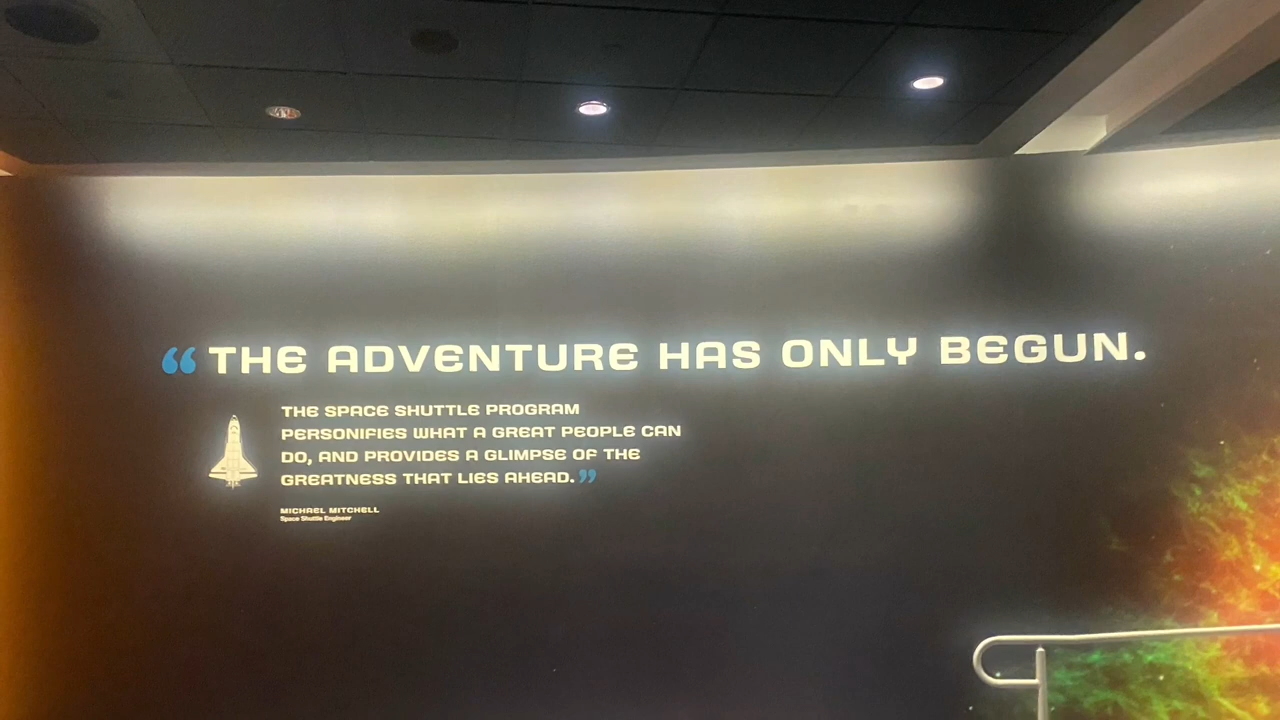 “THE ADVENTURE HAS ONLY BEGUN.
THE SPACE SHUTTLE PROGRAM
PERSONIFIES WHAT A GREAT PEOPLE CAN
DO, AND PROVIDES A GLIMPSE OF THE
GREATNESS THAT LIES AHEAD.”
MICHAEL MITCHELL
Space Shuttle Engineer